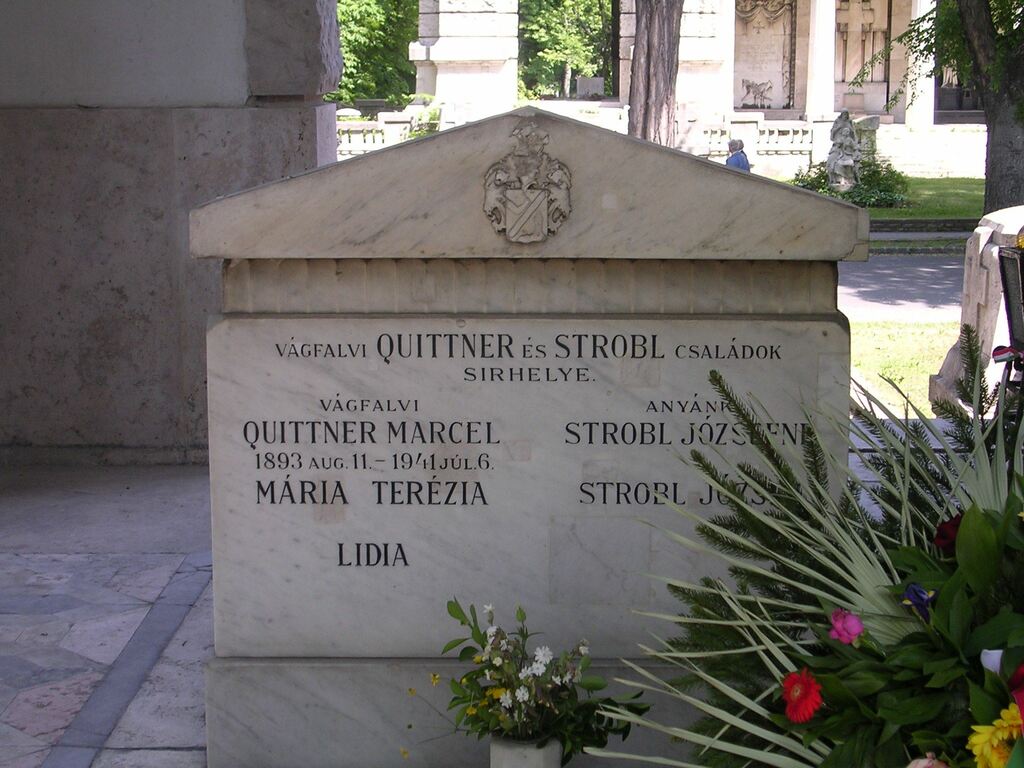 VÁGFALVI QUITTNER ÉS STROBL CSALÁDOK
SIRHELYE.
VÁGFALVI
QUITTNER MARCEL
1893 AUG. 11. – 1941 JÚL. 6.
MÁRIA TERÉZIA
LIDIA
STROBL
STROBL